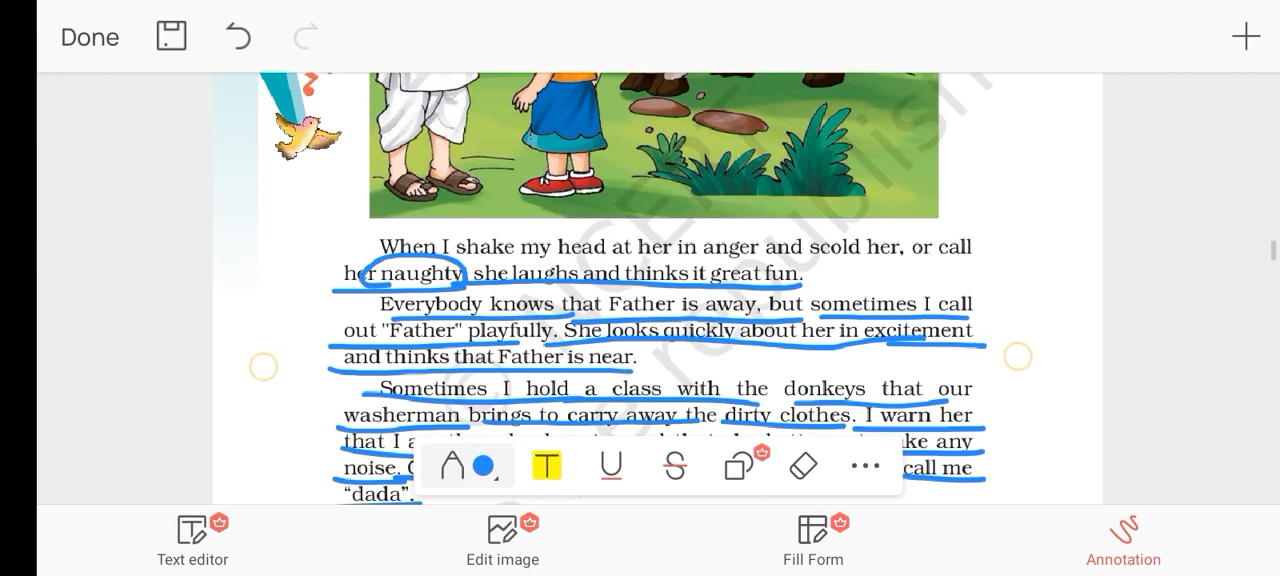 Done
When I shake my head at her in anger and scold her, or call
her naughty, she laughs and thinks it great fun.
Everybody knows that Father is away, but sometimes I call
out "Father" playfully. She looks quickly about her in excitement
and thinks that Father is near.
Sometimes I hold a class with the donkeys that our
washerman brings to carry away the dirty clothes. I warn her
that I any
noise. call me
“dada”.
T
U
S
Text editor
Edit image
Fill Form
Annotation